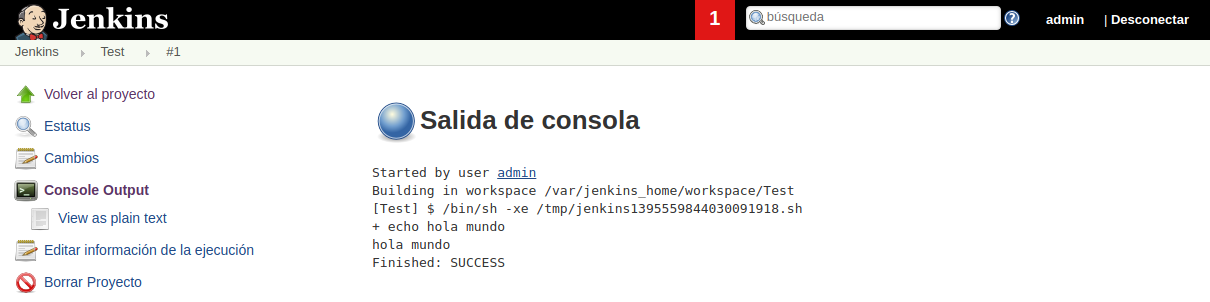 Jenkins
1
búsqueda
?
admin
| Desconectar
Jenkins
Test
#1
Volver al proyecto
Estatus
Cambios
Console Output
View as plain text
Editar información de la ejecución
Borrar Proyecto
Salida de consola
Started by user admin
Building in workspace /var/jenkins_home/workspace/Test
[Test] $ /bin/sh -xe /tmp/jenkins1395559844030091918.sh
+ echo hola mundo
hola mundo
Finished: SUCCESS